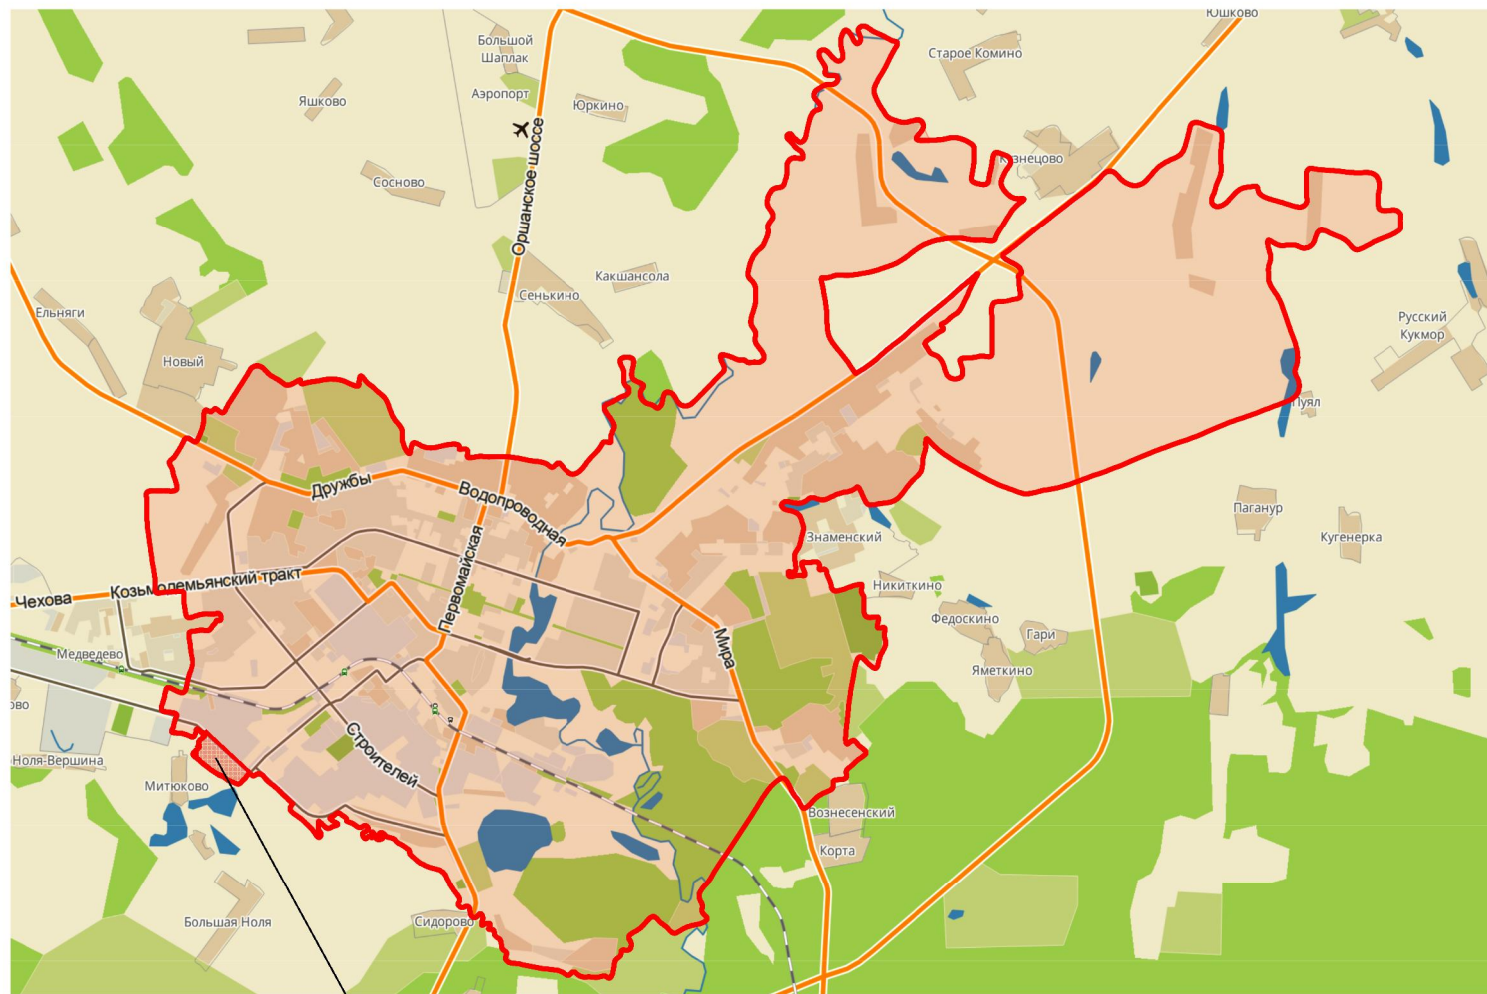 Юшково
Большой
Шаплак
Старое Комино
Аэропорт
Яшково
Юркино
Оршанское шоссе
Сосново
Какшансола
Сенькино
Ельняги
Новый
Русский
Кукмор
Дружбы
Водопроводная
Знаменский
Паганур
Кугенерка
Первомайская
Козьмодемьянский тракт
Чехова
Никиткино
Федоскино
Гари
Яметкино
Мира
Медведево
Строителей
Ноля-Вершина
Митюково
Вознесенский
Корта
Большая Ноля
Сидорово